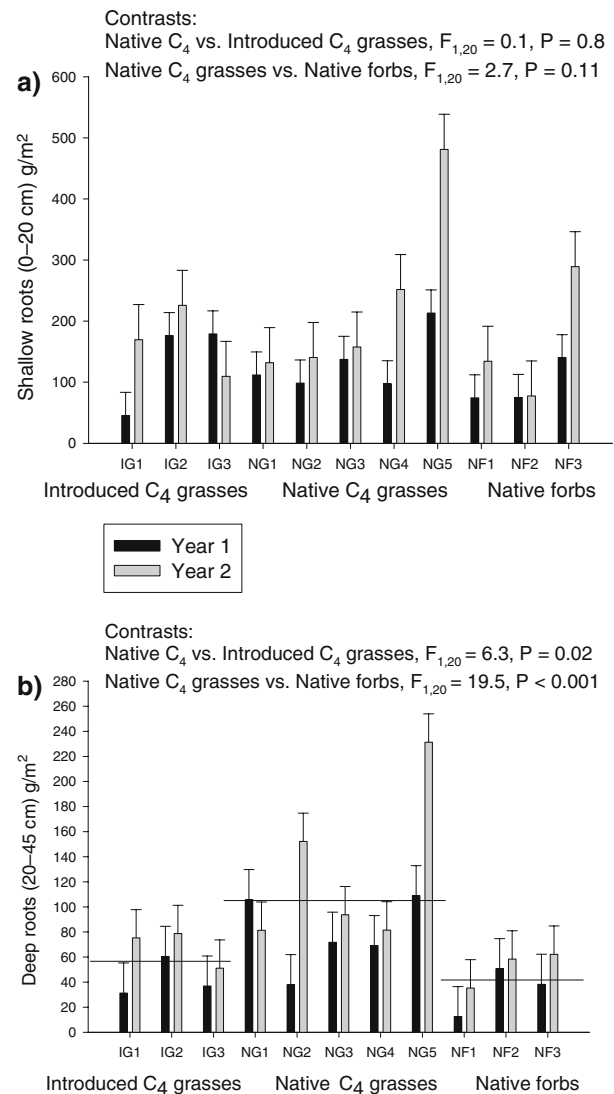 Contrasts:
Native C₄ vs. Introduced C₄ grasses, F₁,₂₀ = 0.1, P = 0.8
Native C₄ grasses vs. Native forbs, F₁,₂₀ = 2.7, P = 0.11
a)
Shallow roots (0–20 cm) g/m²
600
500
400
300
200
100
0
IG1 IG2 IG3 NG1 NG2 NG3 NG4 NG5 NF1 NF2 NF3
Introduced C₄ grasses Native C₄ grasses Native forbs
Year 1
Year 2
Contrasts:
Native C₄ vs. Introduced C₄ grasses, F₁,₂₀ = 6.3, P = 0.02
Native C₄ grasses vs. Native forbs, F₁,₂₀ = 19.5, P < 0.001
b)
Deep roots (20–45 cm) g/m²
280
260
240
220
200
180
160
140
120
100
80
60
40
20
0
IG1 IG2 IG3 NG1 NG2 NG3 NG4 NG5 NF1 NF2 NF3
Introduced C₄ grasses Native C₄ grasses Native forbs